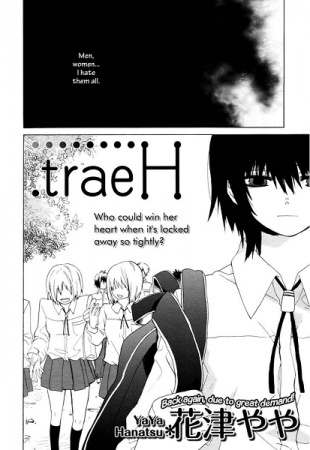 Men,
women...
I hate
them all.
.traeH
Who could win her
heart when it's locked
away so tightly?
Back again, due to great demand!
YaYa
Hanatsu*
花津やや